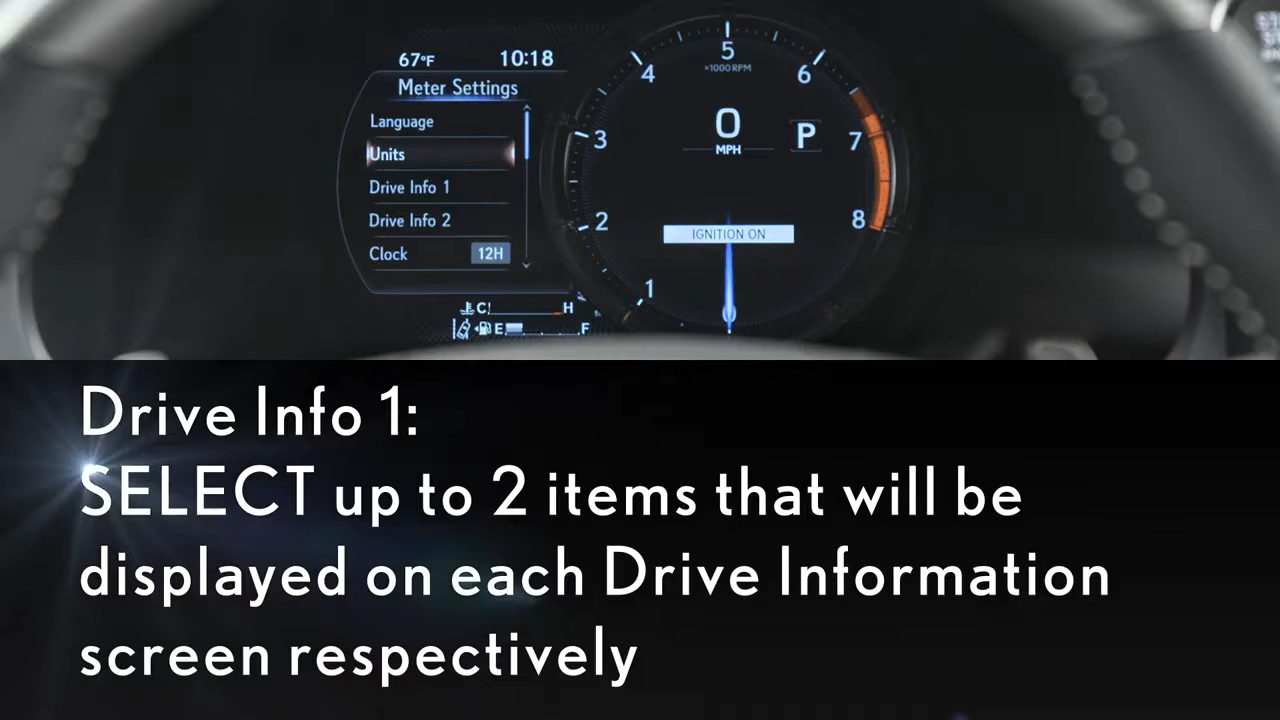 67°F 10:18
Meter Settings
Language
Units
Drive Info 1
Drive Info 2
Clock 12H
C H
E F
1
2
3
4
5
6
7
8
×1000 RPM
0
MPH
P
IGNITION ON
Drive Info 1:
SELECT up to 2 items that will be
displayed on each Drive Information
screen respectively